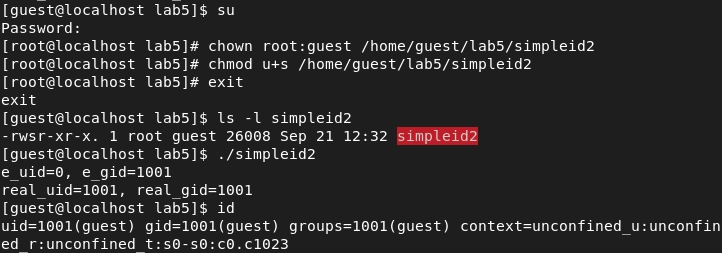 [guest@localhost lab5]$ su
Password:
[root@localhost lab5]# chown root:guest /home/guest/lab5/simpleid2
[root@localhost lab5]# chmod u+s /home/guest/lab5/simpleid2
[root@localhost lab5]# exit
exit
[guest@localhost lab5]$ ls -l simpleid2
-rwsr-xr-x. 1 root guest 26008 Sep 21 12:32 simpleid2
[guest@localhost lab5]$ ./simpleid2
e_uid=0, e_gid=1001
real_uid=1001, real_gid=1001
[guest@localhost lab5]$ id
uid=1001(guest) gid=1001(guest) groups=1001(guest) context=unconfined_u:unconfin
ed_r:unconfined_t:s0-s0:c0.c1023